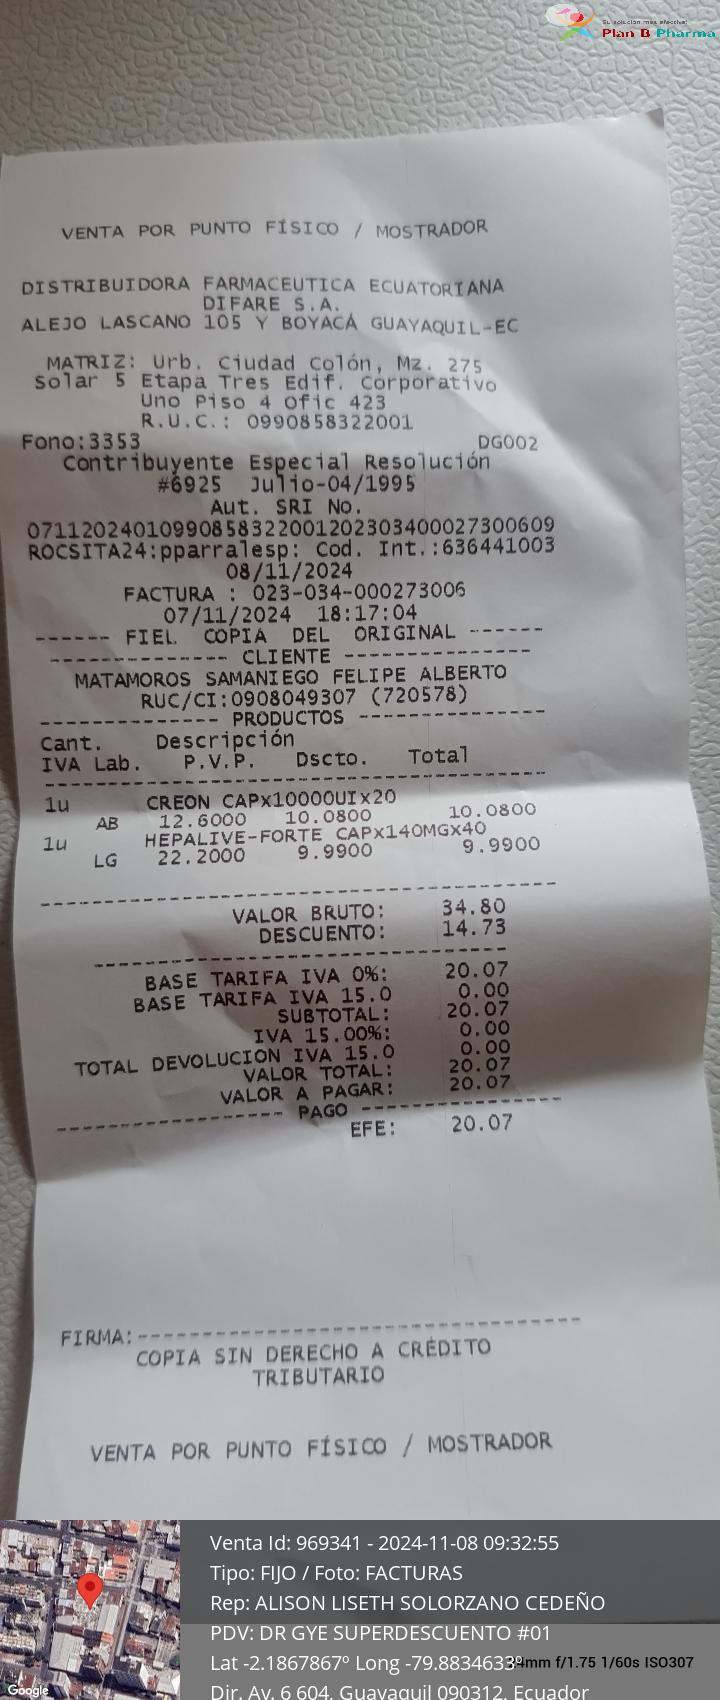 Su solución más efectiva!
Plan B Pharma
VENTA POR PUNTO FÍSICO / MOSTRADOR
DISTRIBUIDORA FARMACEUTICA ECUATORIANA
DIFARE S.A.
ALEJO LASCANO 105 Y BOYACÁ GUAYAQUIL-EC
MATRIZ: Urb. Ciudad Colón, Mz. 275
Solar 5 Etapa Tres Edif. Corporativo
Uno Piso 4 Ofic 423
R.U.C.: 0990858322001
Fono:3353 DG002
Contribuyente Especial Resolución
#6925 Julio-04/1995
Aut. SRI No.
07112024010990858322001202303400027300609
ROCSITA24:pparralesp: Cod. Int.:636441003
08/11/2024
FACTURA : 023-034-000273006
07/11/2024 18:17:04
------ FIEL COPIA DEL ORIGINAL ------
--------------- CLIENTE ---------------
MATAMOROS SAMANIEGO FELIPE ALBERTO
RUC/CI:0908049307 (720578)
-------------- PRODUCTOS --------------
Cant. Descripción
IVA Lab. P.V.P. Dscto. Total
1u CREON CAPx10000UIx20
AB 12.6000 10.0800 10.0800
1u HEPALIVE-FORTE CAPx140MGx40
LG 22.2000 9.9900 9.9900
VALOR BRUTO: 34.80
DESCUENTO: 14.73
BASE TARIFA IVA 0%: 20.07
BASE TARIFA IVA 15.0 0.00
SUBTOTAL: 20.07
IVA 15.00%: 0.00
TOTAL DEVOLUCION IVA 15.0 0.00
VALOR TOTAL: 20.07
VALOR A PAGAR: 20.07
----------------- PAGO ----------------
EFE: 20.07
FIRMA:----------------------------------
COPIA SIN DERECHO A CRÉDITO
TRIBUTARIO
VENTA POR PUNTO FÍSICO / MOSTRADOR
Venta Id: 969341 - 2024-11-08 09:32:55
Tipo: FIJO / Foto: FACTURAS
Rep: ALISON LISETH SOLORZANO CEDEÑO
PDV: DR GYE SUPERDESCUENTO #01
Lat -2.1867867º Long -79.8834633º mm f/1.75 1/60s ISO307
Dir. Av. 6 604, Guayaquil 090312, Ecuador
Google